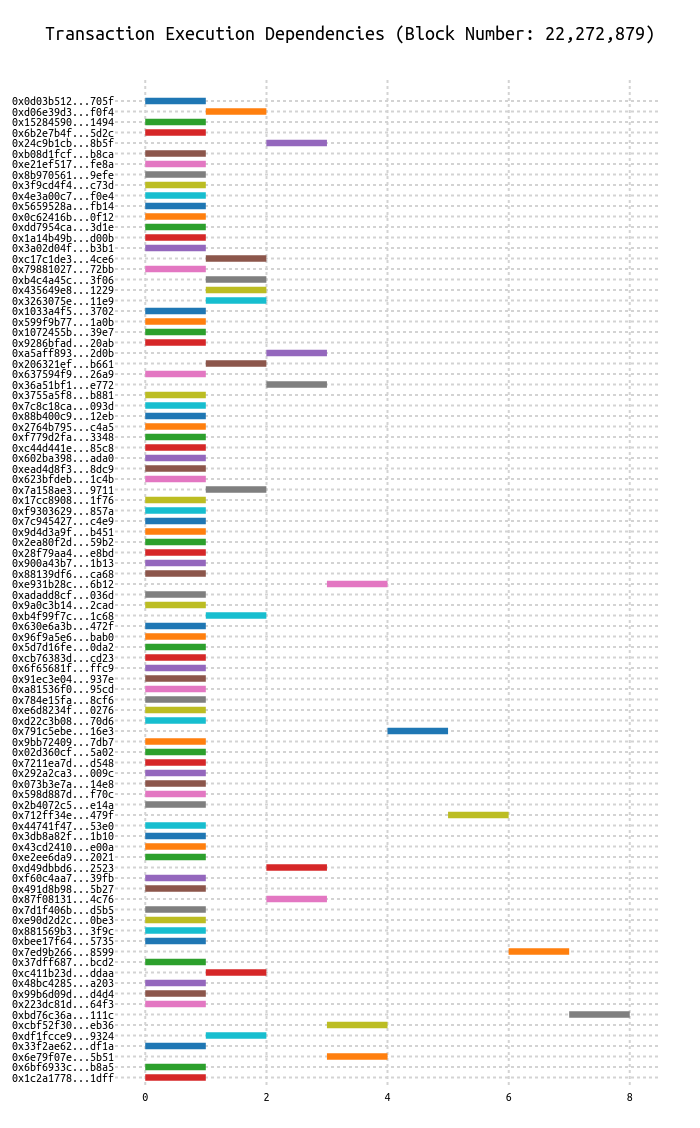 Transaction Execution Dependencies (Block Number: 22,272,879)
0x0d03b512...705f
0xd06e39d3...f0f4
0x15284590...1494
0x6b2e7b4f...5d2c
0x24c9b1cb...8b5f
0xb08d1fcf...b8ca
0xe21ef517...fe8a
0x8b970561...9efe
0x3f9cd4f4...c73d
0x4e3a00c7...f0e4
0x5659528a...fb14
0x0c62416b...0f12
0xdd7954ca...3d1e
0x1a14b49b...d00b
0x3a02d04f...b3b1
0xc17c1de3...4ce6
0x79881027...72bb
0xb4c4a45c...3f06
0x435649e8...1229
0x3263075e...11e9
0x1033a4f5...3702
0x599f9b77...1a0b
0x1072455b...39e7
0x9286bfad...20ab
0xa5aff893...2d0b
0x206321ef...b661
0x637594f9...26a9
0x36a51bf1...e772
0x3755a5f8...b881
0x7c8c18ca...093d
0x88b400c9...12eb
0x2764b795...c4a5
0xf779d2fa...3348
0xc44d441e...85c8
0x602ba398...ada0
0xead4d8f3...8dc9
0x623bfdeb...1c4b
0x7a158ae3...9711
0x17cc8908...1f76
0xf9303629...857a
0x7c945427...c4e9
0x9d4d3a9f...b451
0x2ea80f2d...59b2
0x28f79aa4...e8bd
0x900a43b7...1b13
0x88139df6...ca68
0xe931b28c...6b12
0xadadd8cf...036d
0x9a0c3b14...2cad
0xb4f99f7c...1c68
0x630e6a3b...472f
0x96f9a5e6...bab0
0x5d7d16fe...0da2
0xcb76383d...cd23
0x6f65681f...ffc9
0x91ec3e04...937e
0xa81536f0...95cd
0x784e15fa...8cf6
0xe6d8234f...0276
0xd22c3b08...70d6
0x791c5ebe...16e3
0x9bb72409...7db7
0x02d360cf...5a02
0x7211ea7d...d548
0x292a2ca3...009c
0x073b3e7a...14e8
0x598d887d...f70c
0x2b4072c5...e14a
0x712ff34e...479f
0x44741f47...53e0
0x3db8a82f...1b10
0x43cd2410...e00a
0xe2ee6da9...2021
0xd49dbbd6...2523
0xf60c4aa7...39fb
0x491d8b98...5b27
0x87f08131...4c76
0x7d1f406b...d5b5
0xe90d2d2c...0be3
0x881569b3...3f9c
0xbee17f64...5735
0x7ed9b266...8599
0x37dff687...bcd2
0xc411b23d...ddaa
0x48bc4285...a203
0x99b6d09d...d4d4
0x223dc81d...64f3
0xbd76c36a...111c
0xcbf52f30...eb36
0xdf1fcce9...9324
0x33f2ae62...df1a
0x6e79f07e...5b51
0x6bf6933c...b8a5
0x1c2a1778...1dff
0 2 4 6 8